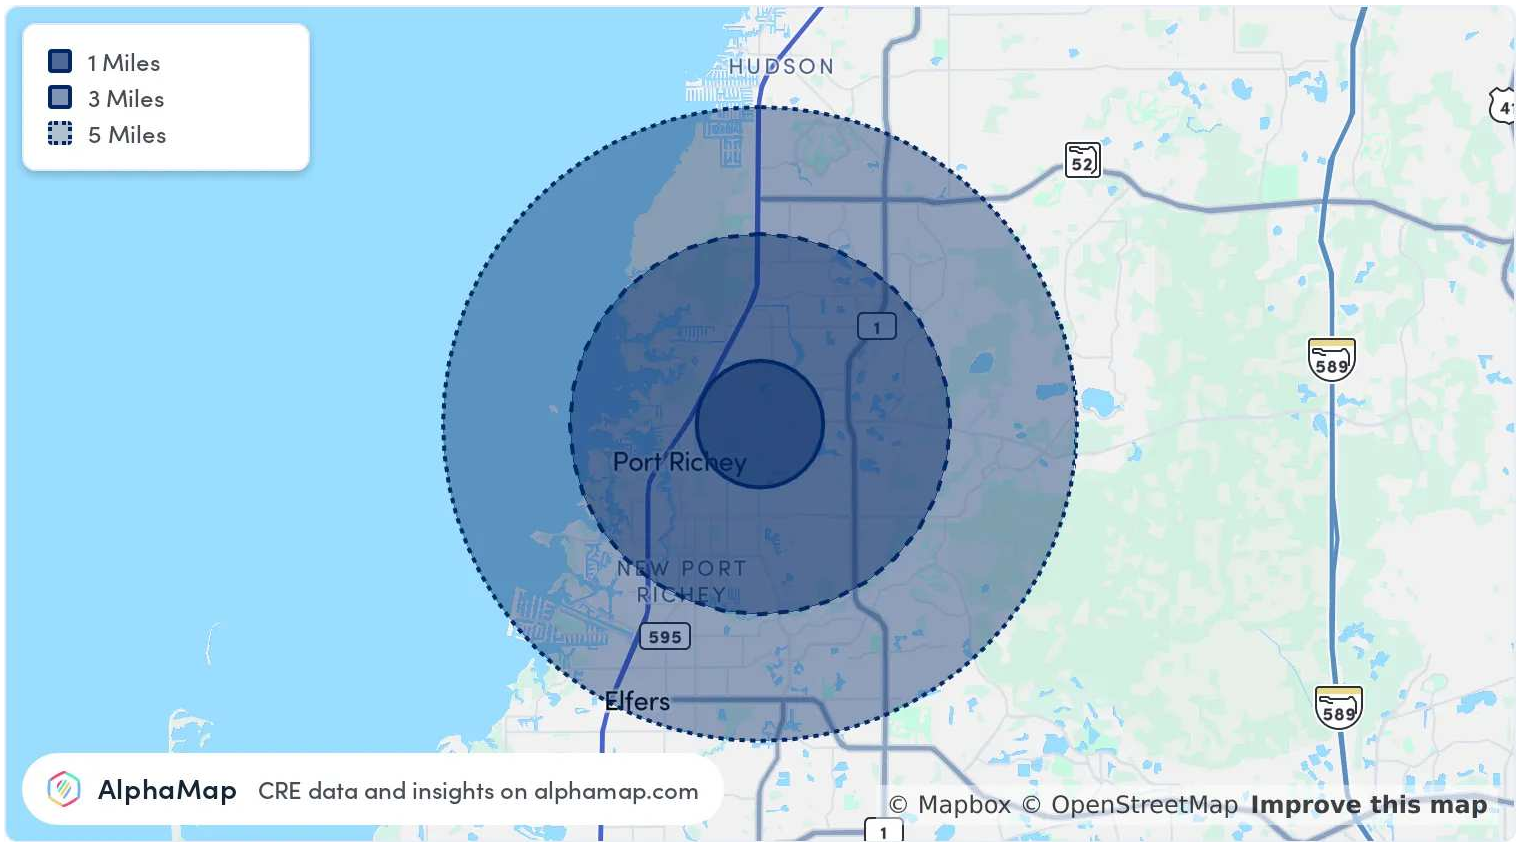 1 Miles
3 Miles
5 Miles
HUDSON
41
52
1
589
Port Richey
NEW PORT
RICHEY
595
Elfers
589
AlphaMap CRE data and insights on alphamap.com
© Mapbox © OpenStreetMap Improve this map
1